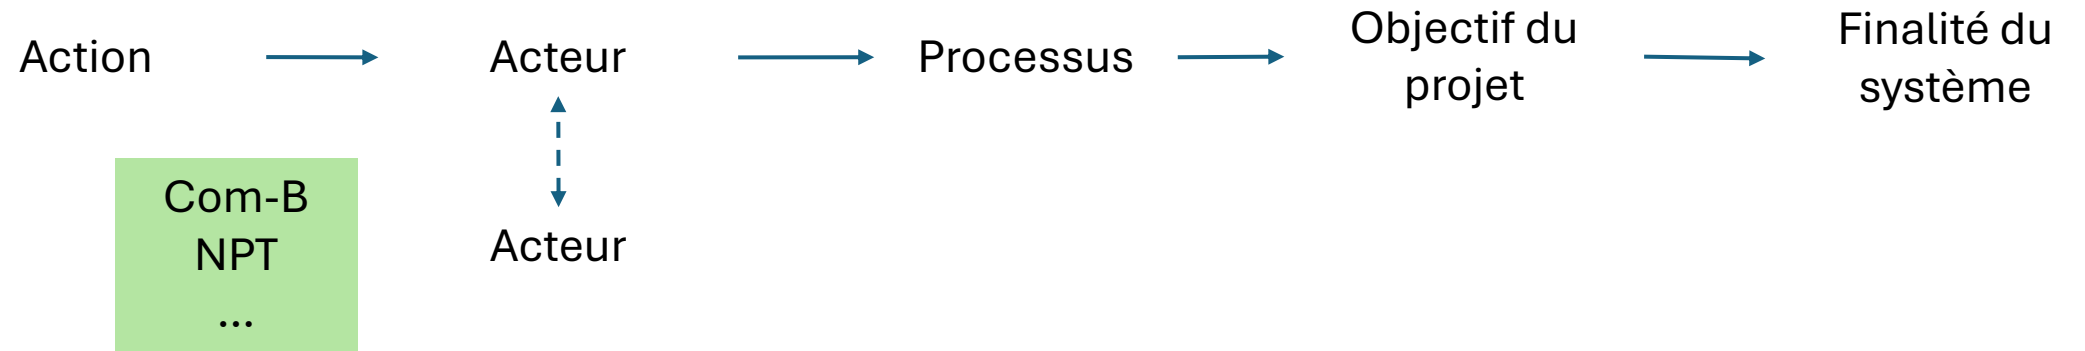 Action
Acteur
Processus
Objectif du
projet
Finalité du
système
Com-B
NPT
...
Acteur